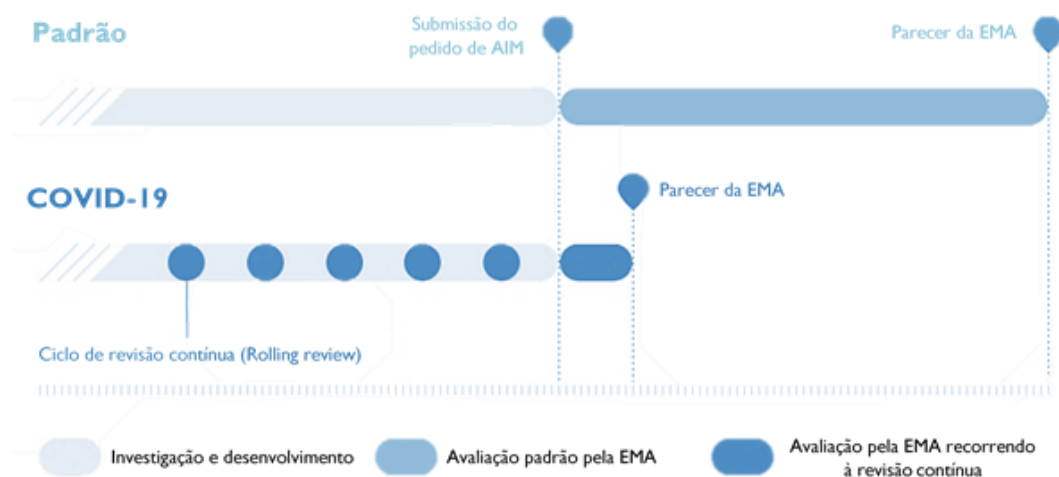 Padrão
Submissão do
pedido de AIM
Parecer da EMA
COVID-19
Parecer da EMA
Ciclo de revisão contínua (Rolling review)
Investigação e desenvolvimento
Avaliação padrão pela EMA
Avaliação pela EMA recorrendo
à revisão contínua